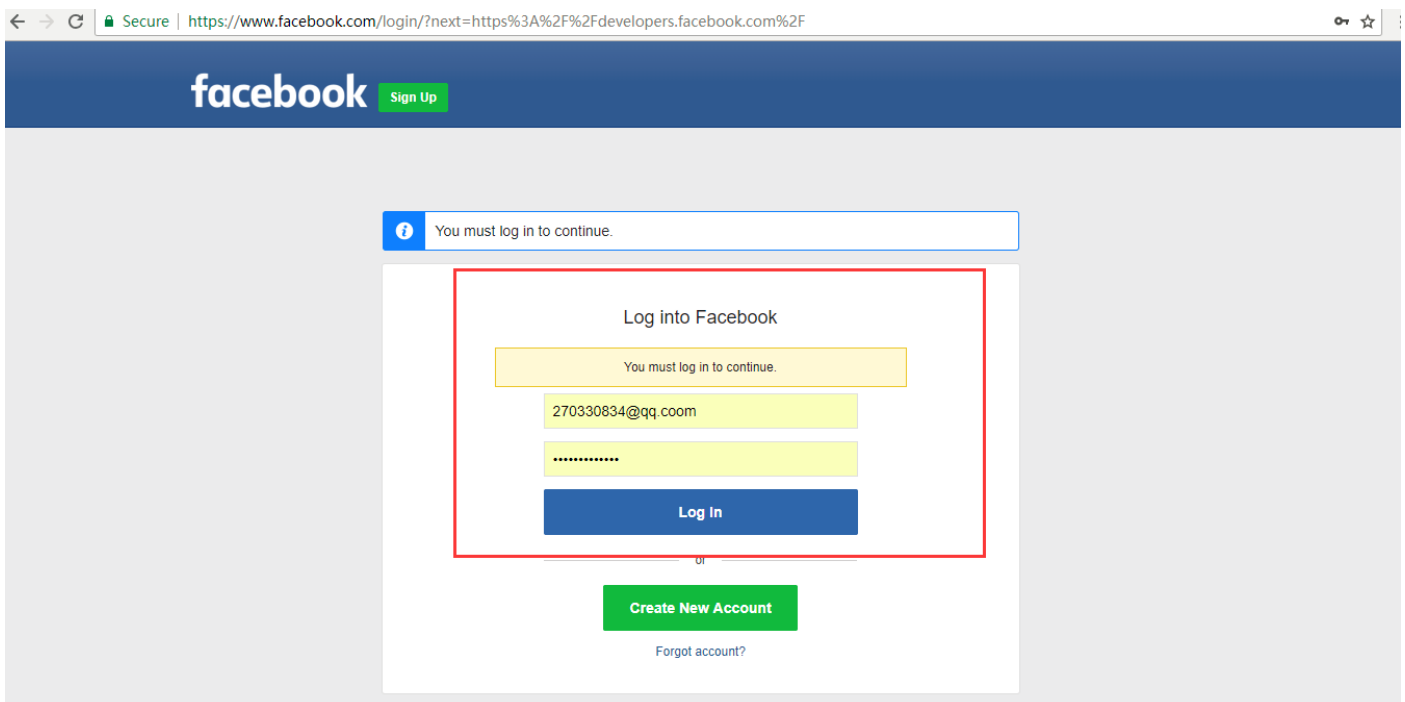 Secure | https://www.facebook.com/login/?next=https%3A%2F%2Fdevelopers.facebook.com%2F
facebook Sign Up
You must log in to continue.
Log into Facebook
You must log in to continue.
270330834@qq.coom
•••••••••••••
Log In
or
Create New Account
Forgot account?